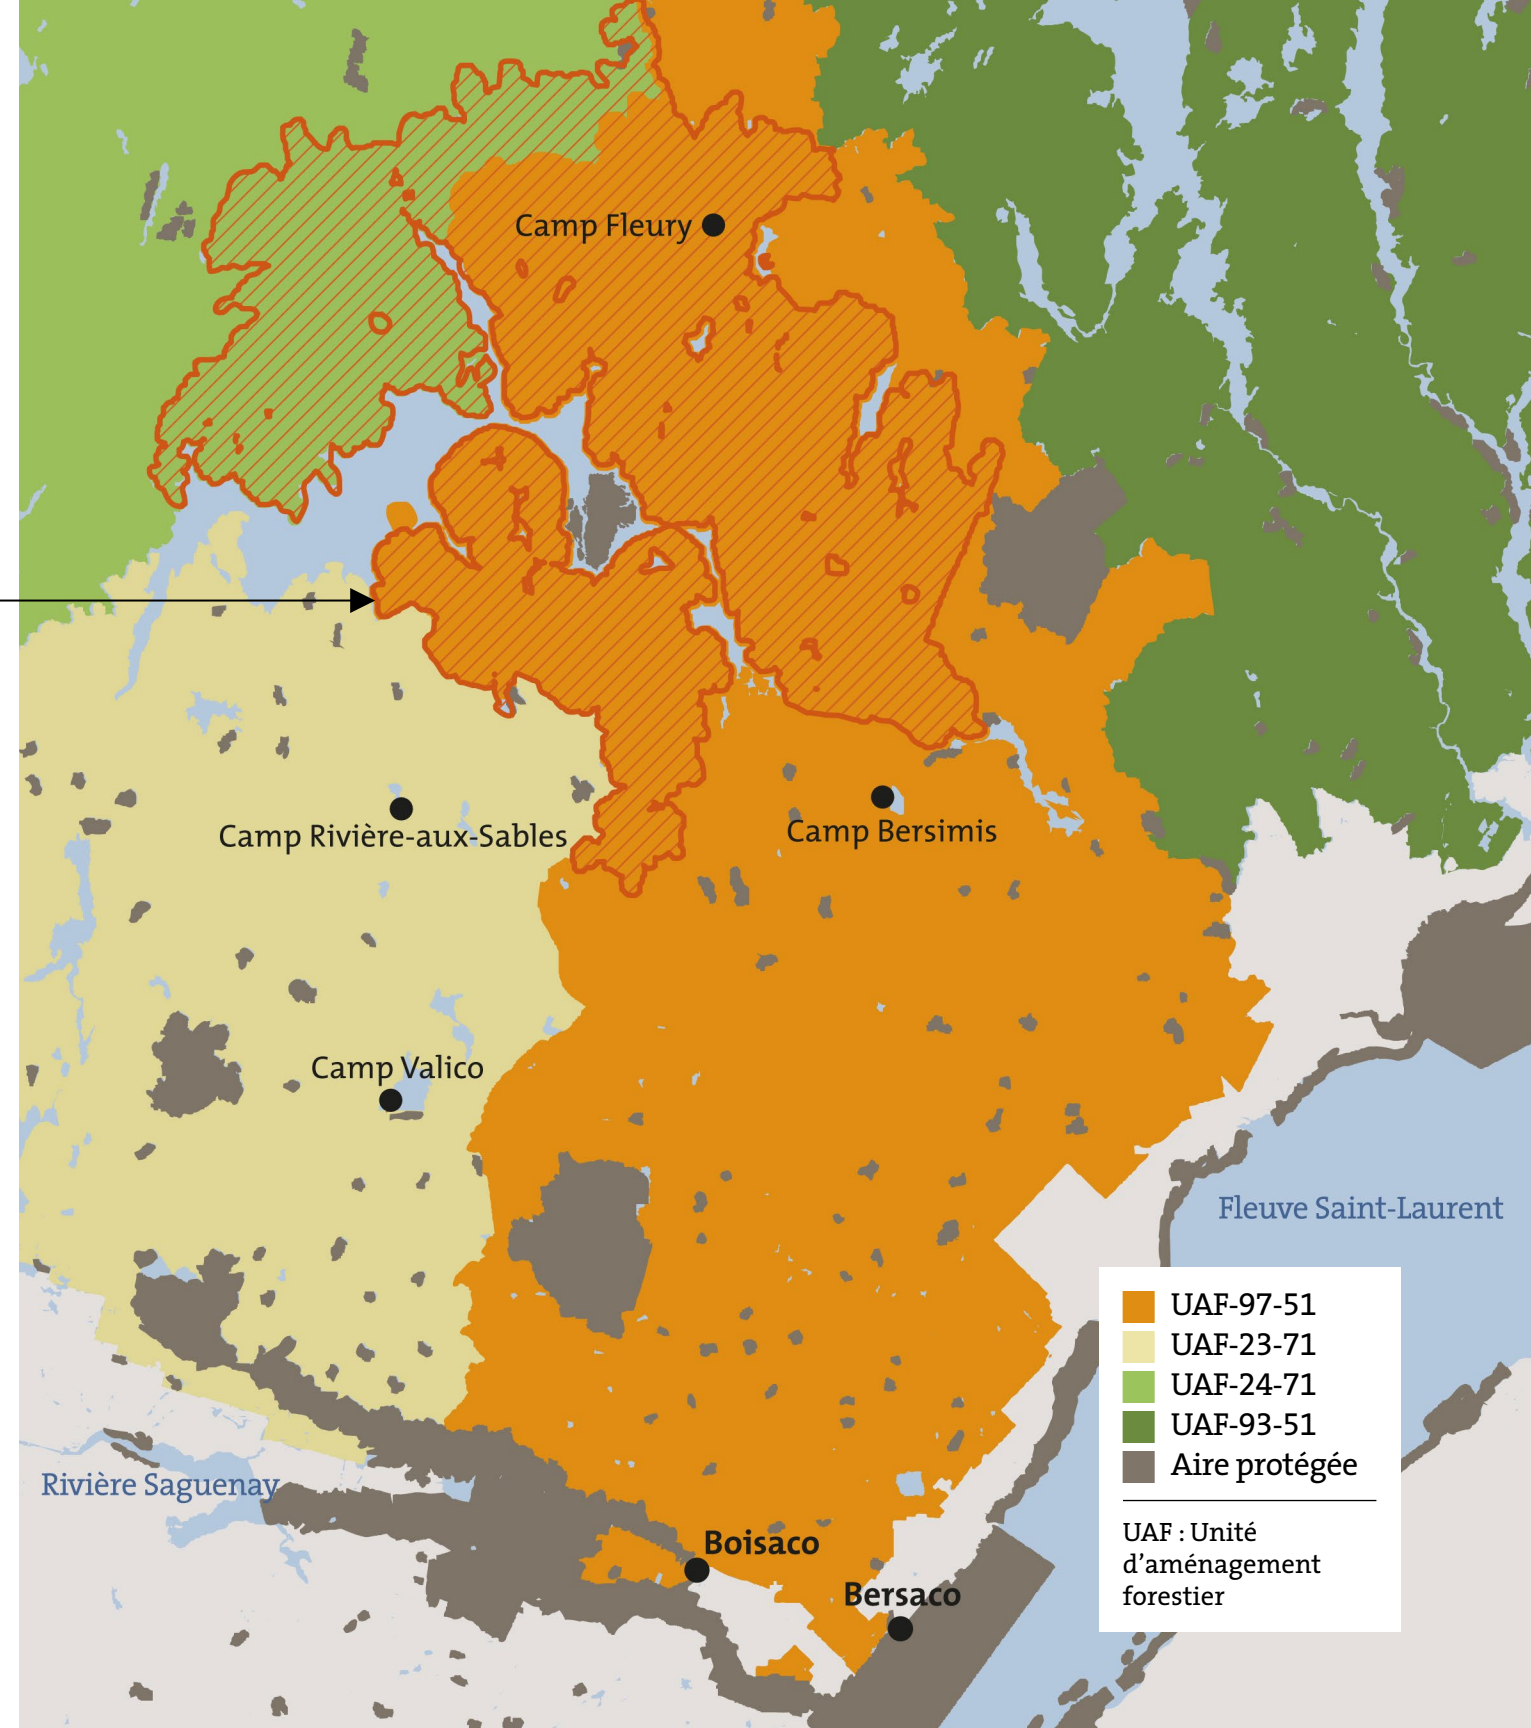 Camp Fleury
Camp Rivière-aux-Sables
Camp Bersimis
Camp Valico
Fleuve Saint-Laurent
UAF-97-51
UAF-23-71
UAF-24-71
UAF-93-51
Aire protégée
UAF : Unité
d'aménagement
forestier
Rivière Saguenay
Boisaco
Bersaco